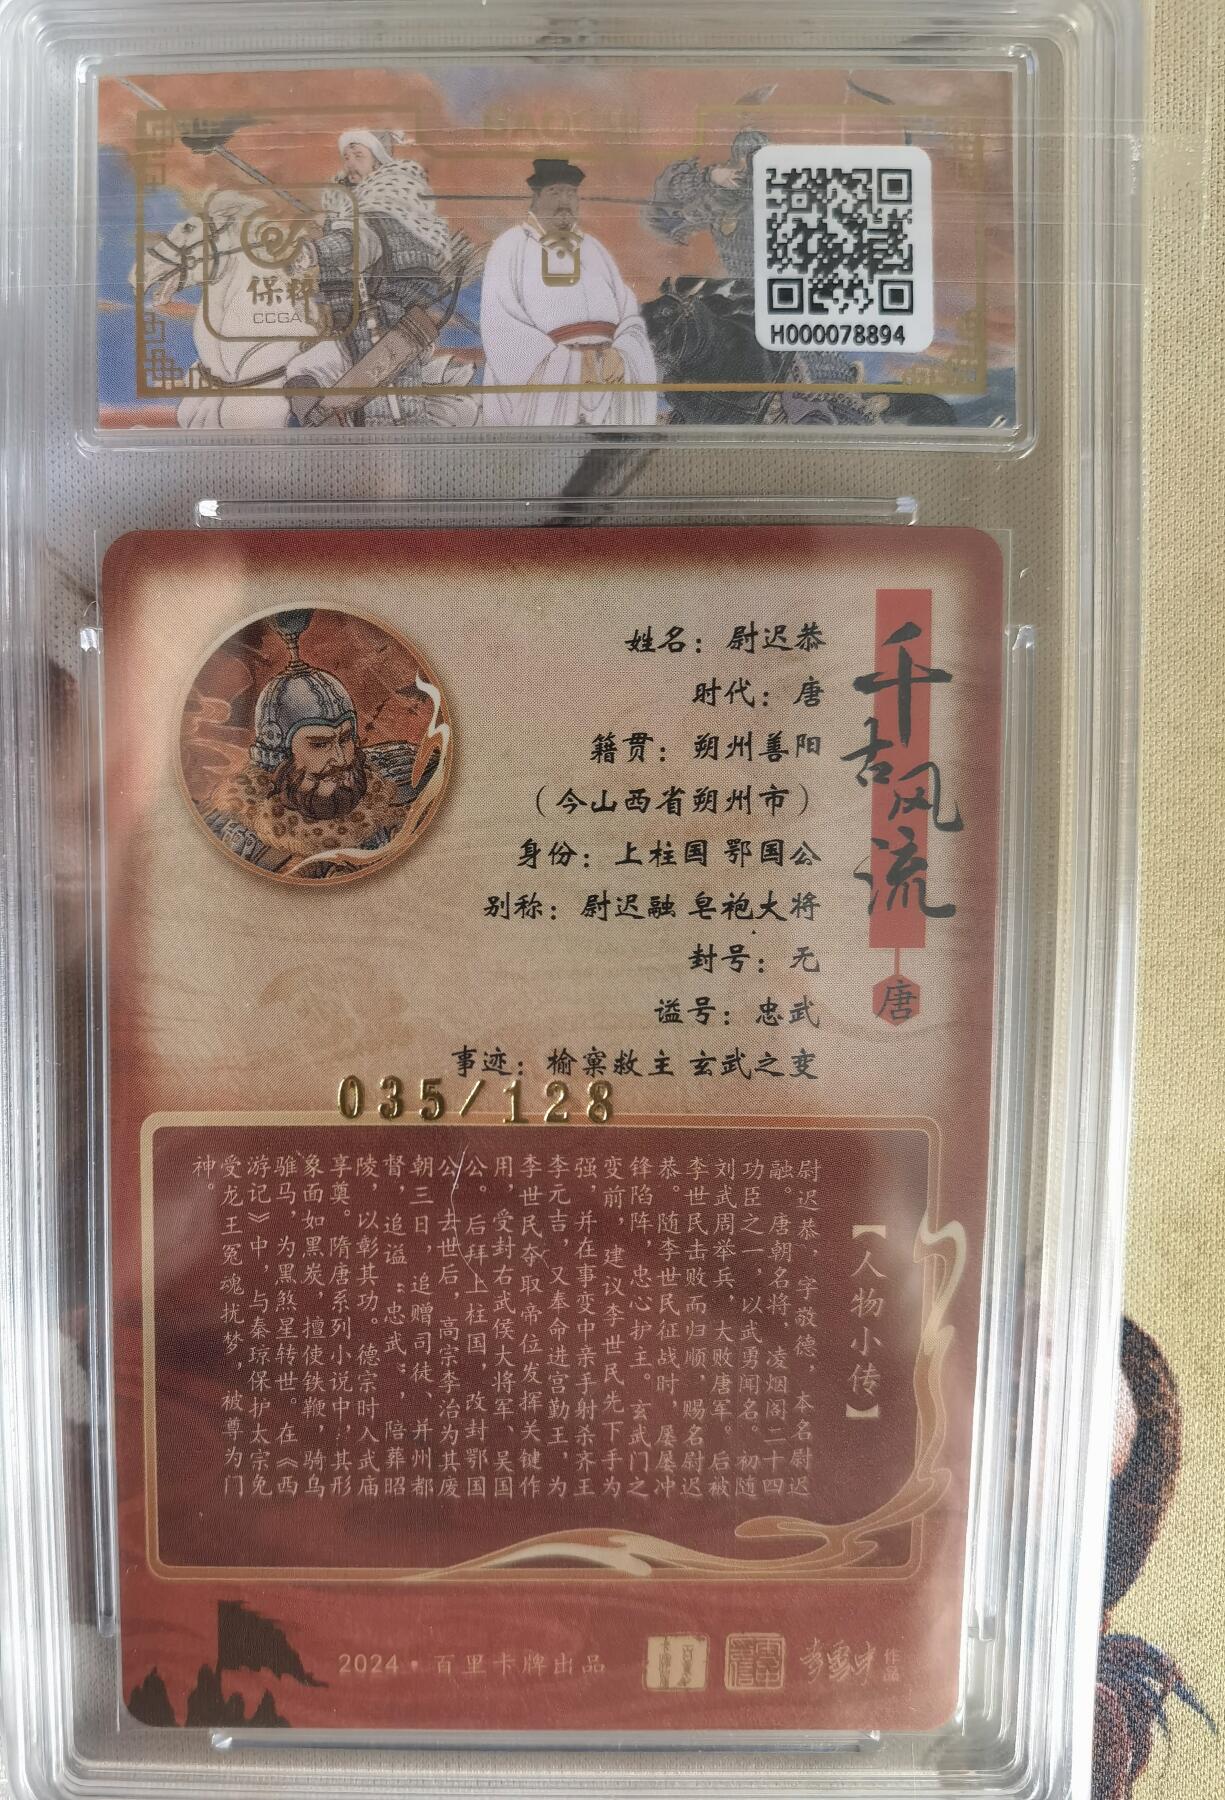 保粹
CCGA
H000078894
千古风流
唐
姓名：尉迟恭
时代：唐
籍贯：朔州善阳
（今山西省朔州市）
身份：上柱国 鄂国公
别称：尉迟融 皂袍大将
封号：无
谥号：忠武
事迹：榆窠救主 玄武之变
035/128
【人物小传】
尉迟恭，字敬德，本名尉迟
融。唐朝名将，凌烟阁二十四
功臣之一，以武勇闻名。初随
刘武周举兵，大败唐军。后被
李世民击败而归顺，赐名尉迟
恭。随李世民征战时，屡屡冲
锋陷阵，忠心护主。玄武门之
变前，建议李世民先下手为
强，并在事变中亲手射杀齐王
李元吉，又奉命进宫勤王，为
李世民夺取帝位发挥关键作
用，受封右武侯大将军、吴国
公。后拜上柱国，改封鄂国
公。去世后，高宗李治为其废
朝三日，追赠司徒、并州都
督，追谥“忠武”，陪葬昭
陵，以彰其功。德宗时入武庙
享奠。隋唐系列小说中，其形
象面如黑炭，擅使铁鞭，骑乌
骓马，为黑煞星转世。在《西
游记》中，与秦琼保护太宗免
受龙王冤魂扰梦，被尊为门
神。
2024·百里卡牌出品
李云中作品